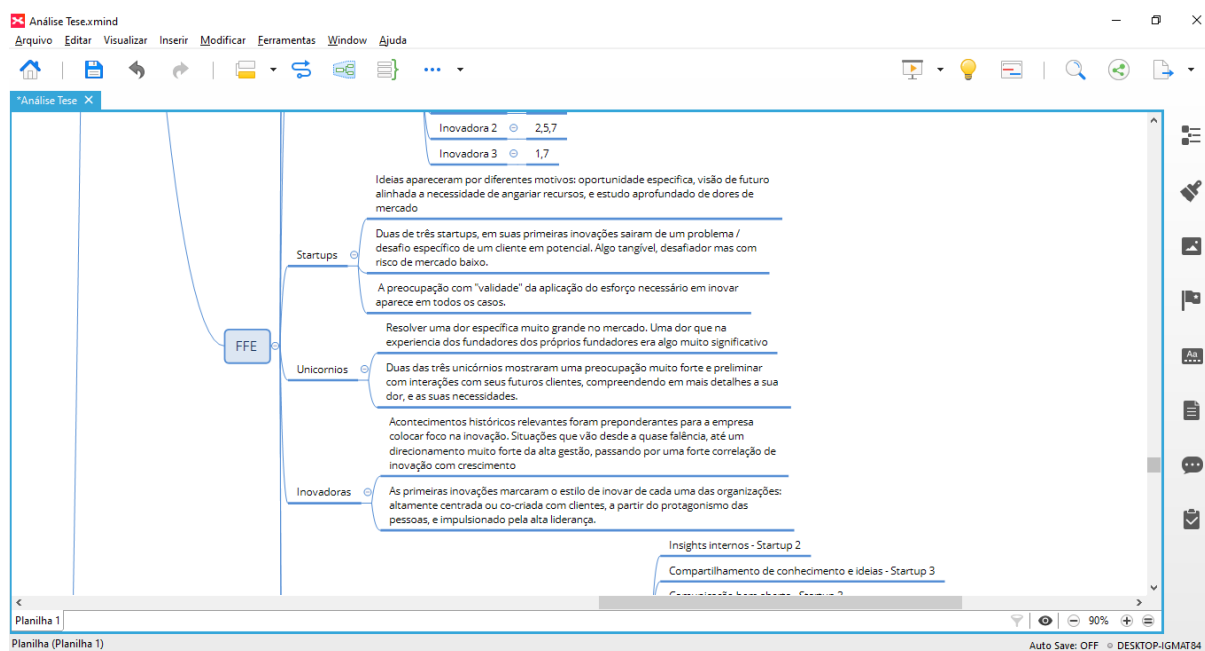 Análise Tese.xmind
Arquivo Editar Visualizar Inserir Modificar Ferramentas Window Ajuda
*Análise Tese
Inovadora 2 2,5,7
Inovadora 3 1,7
Ideias apareceram por diferentes motivos: oportunidade especifica, visão de futuro
alinhada a necessidade de angariar recursos, e estudo aprofundado de dores de
mercado
Startups
Duas de três startups, em suas primeiras inovações sairam de um problema /
desafio específico de um cliente em potencial. Algo tangível, desafiador mas com
risco de mercado baixo.
A preocupação com "validade" da aplicação do esforço necessário em inovar
aparece em todos os casos.
FFE
Unicornios
Resolver uma dor específica muito grande no mercado. Uma dor que na
experiencia dos fundadores dos próprios fundadores era algo muito significativo
Duas das três unicórnios mostraram uma preocupação muito forte e preliminar
com interações com seus futuros clientes, compreendendo em mais detalhes a sua
dor, e as suas necessidades.
Inovadoras
Acontecimentos históricos relevantes foram preponderantes para a empresa
colocar foco na inovação. Situações que vão desde a quase falência, até um
direcionamento muito forte da alta gestão, passando por uma forte correlação de
inovação com crescimento
As primeiras inovações marcaram o estilo de inovar de cada uma das organizações:
altamente centrada ou co-criada com clientes, a partir do protagonismo das
pessoas, e impulsionado pela alta liderança.
Insights internos - Startup 2
Compartilhamento de conhecimento e ideias - Startup 3
Planilha 1
90%
Planilha (Planilha 1)
Auto Save: OFF
DESKTOP-IGMAT84
Aa